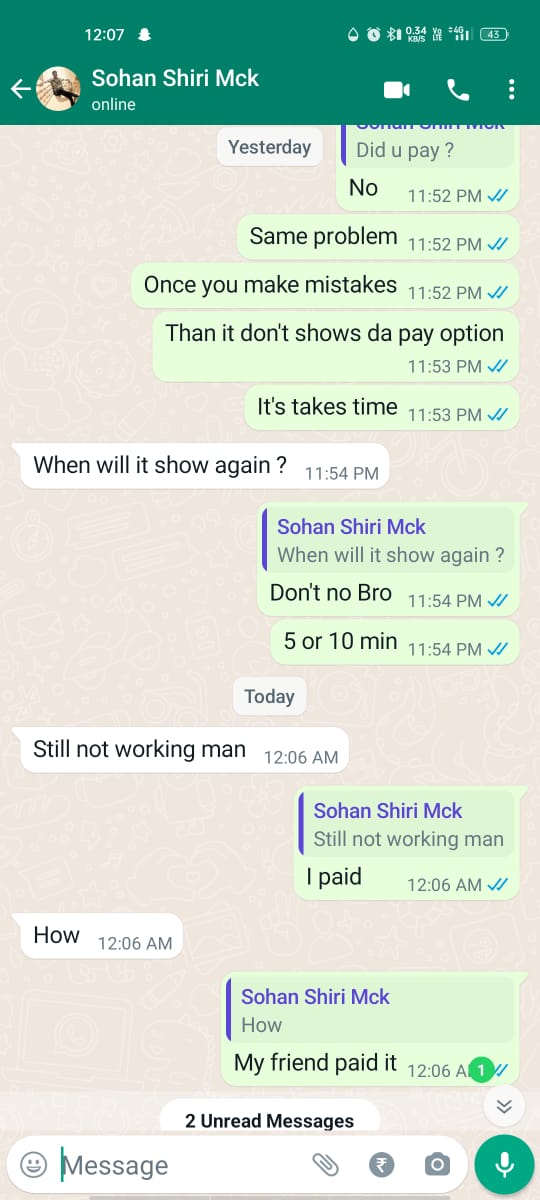 12:07 0.34 KB/S Vo LTE 4G 43
Sohan Shiri Mck
online
Yesterday
Sohan Shiri Mck
Did u pay ?
No 11:52 PM
Same problem 11:52 PM
Once you make mistakes 11:52 PM
Than it don't shows da pay option
11:53 PM
It's takes time 11:53 PM
When will it show again ? 11:54 PM
Sohan Shiri Mck
When will it show again ?
Don't no Bro 11:54 PM
5 or 10 min 11:54 PM
Today
Still not working man 12:06 AM
Sohan Shiri Mck
Still not working man
I paid 12:06 AM
How 12:06 AM
Sohan Shiri Mck
How
My friend paid it 12:06 A 1
2 Unread Messages
Message ₹